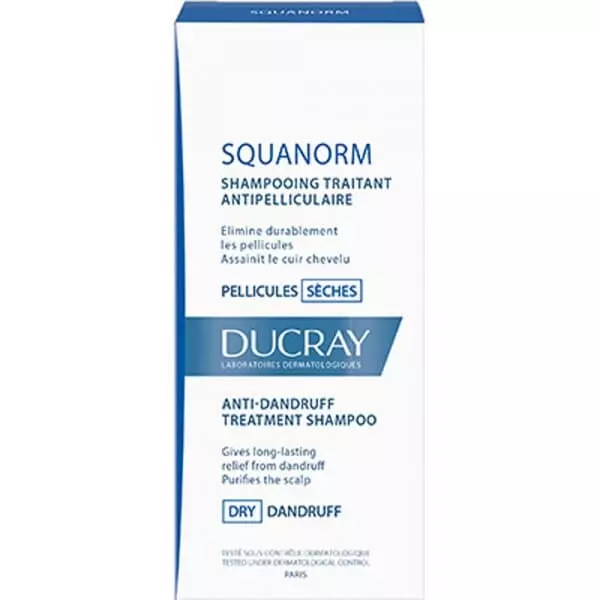 SQUANORM
SQUANORM
SHAMPOOING TRAITANT
ANTIPELLICULAIRE
Elimine durablement
les pellicules
Assainit le cuir chevelu
PELLICULES SÈCHES
DUCRAY
LABORATOIRES DERMATOLOGIQUES
ANTI-DANDRUFF
TREATMENT SHAMPOO
Gives long-lasting
relief from dandruff
Purifies the scalp
DRY DANDRUFF
TESTÉ SOUS CONTRÔLE DERMATOLOGIQUE
TESTED UNDER DERMATOLOGICAL CONTROL
PARIS